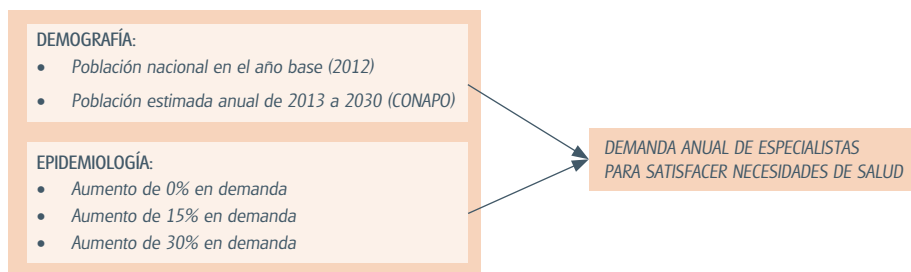 DEMOGRAFÍA:
• Población nacional en el año base (2012)
• Población estimada anual de 2013 a 2030 (CONAPO)
EPIDEMIOLOGÍA:
• Aumento de 0% en demanda
• Aumento de 15% en demanda
• Aumento de 30% en demanda
DEMANDA ANUAL DE ESPECIALISTAS
PARA SATISFACER NECESIDADES DE SALUD